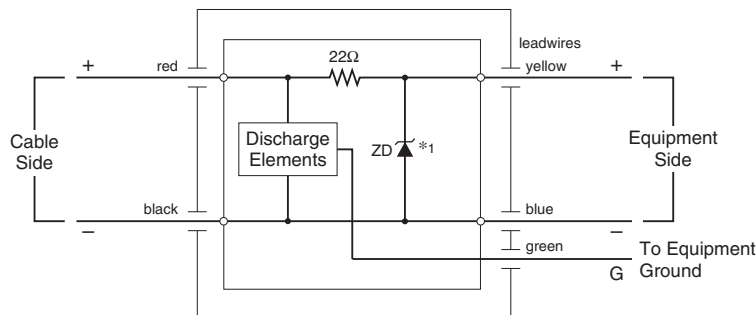 leadwires
+
red
22Ω
yellow
+
Cable
Side
Discharge
Elements
ZD
*1
Equipment
Side
−
black
blue
−
green
G
To Equipment
Ground